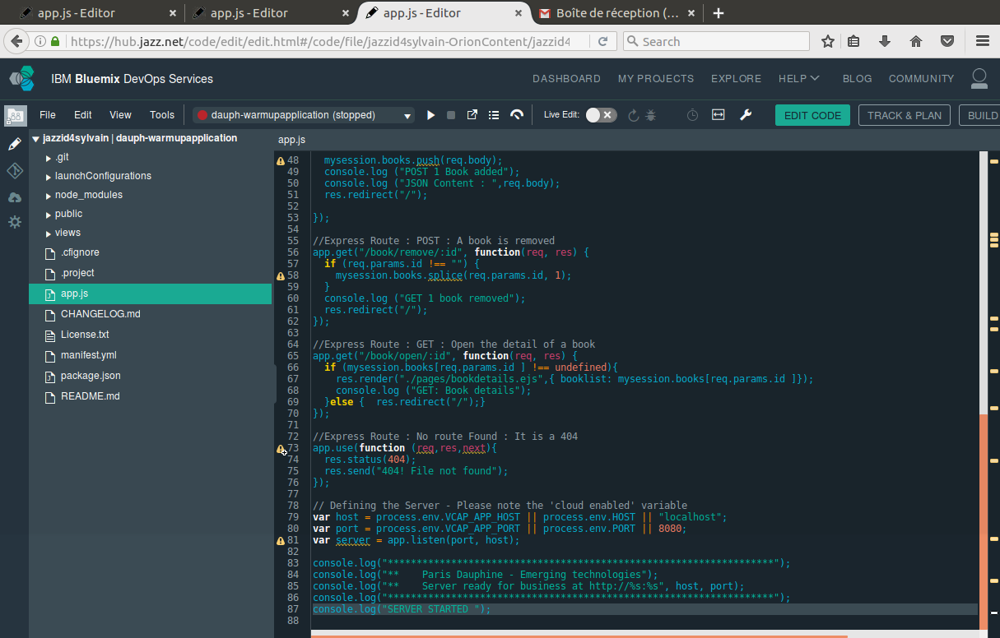 app.js - Editor
app.js - Editor
app.js - Editor
Boîte de réception (...
https://hub.jazz.net/code/edit/edit.html#/code/file/jazzid4sylvain-OrionContent/jazzid4
Search
IBM Bluemix DevOps Services
DASHBOARD MY PROJECTS EXPLORE HELP BLOG COMMUNITY
File Edit View Tools dauph-warmupapplication (stopped) Live Edit: EDIT CODE TRACK & PLAN BUILD
jazzid4sylvain | dauph-warmupapplication
.git
launchConfigurations
node_modules
public
views
.cfignore
.project
app.js
CHANGELOG.md
License.txt
manifest.yml
package.json
README.md
app.js
48 mysession.books.push(req.body);
49 console.log ("POST 1 Book added");
50 console.log ("JSON Content : ",req.body);
51 res.redirect("/");
52
53 });
54
55 //Express Route : POST : A book is removed
56 app.get("/book/remove/:id", function(req, res) {
57 if (req.params.id !== "") {
58 mysession.books.splice(req.params.id, 1);
59 }
60 console.log ("GET 1 book removed");
61 res.redirect("/");
62 });
63
64 //Express Route : GET : Open the detail of a book
65 app.get("/book/open/:id", function(req, res) {
66 if (mysession.books[req.params.id ] !== undefined){
67 res.render("./pages/bookdetails.ejs",{ booklist: mysession.books[req.params.id ]});
68 console.log ("GET: Book details");
69 }else { res.redirect("/");}
70 });
71
72 //Express Route : No route Found : It is a 404
73 app.use(function (req,res,next){
74 res.status(404);
75 res.send("404! File not found");
76 });
77
78 // Defining the Server - Please note the 'cloud enabled' variable
79 var host = process.env.VCAP_APP_HOST || process.env.HOST || "localhost";
80 var port = process.env.VCAP_APP_PORT || process.env.PORT || 8080;
81 var server = app.listen(port, host);
82
83 console.log("*******************************************************************");
84 console.log("** Paris Dauphine - Emerging technologies");
85 console.log("** Server ready for business at http://%s:%s", host, port);
86 console.log("*******************************************************************");
87 console.log("SERVER STARTED ");
88